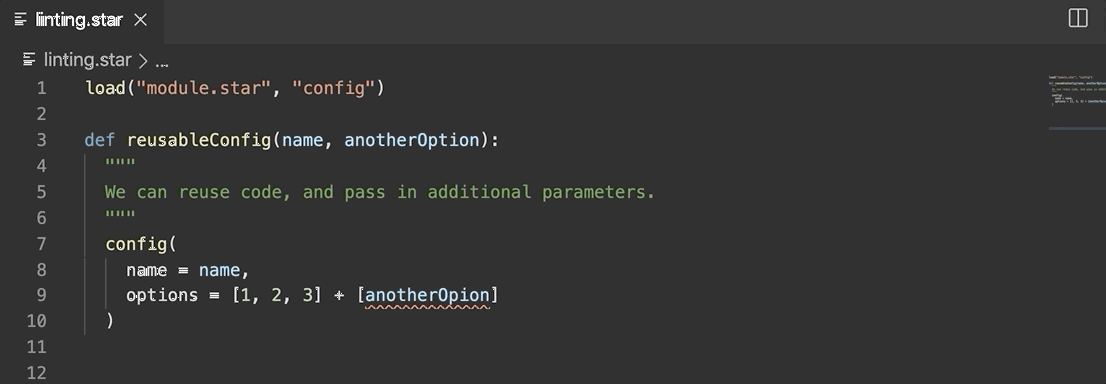 linting.star
linting.star > ...
1 load("module.star", "config")
2
3 def reusableConfig(name, anotherOption):
4 """
5 We can reuse code, and pass in additional parameters.
6 """
7 config(
8 name = name,
9 options = [1, 2, 3] + [anotherOpion]
10 )
11
12